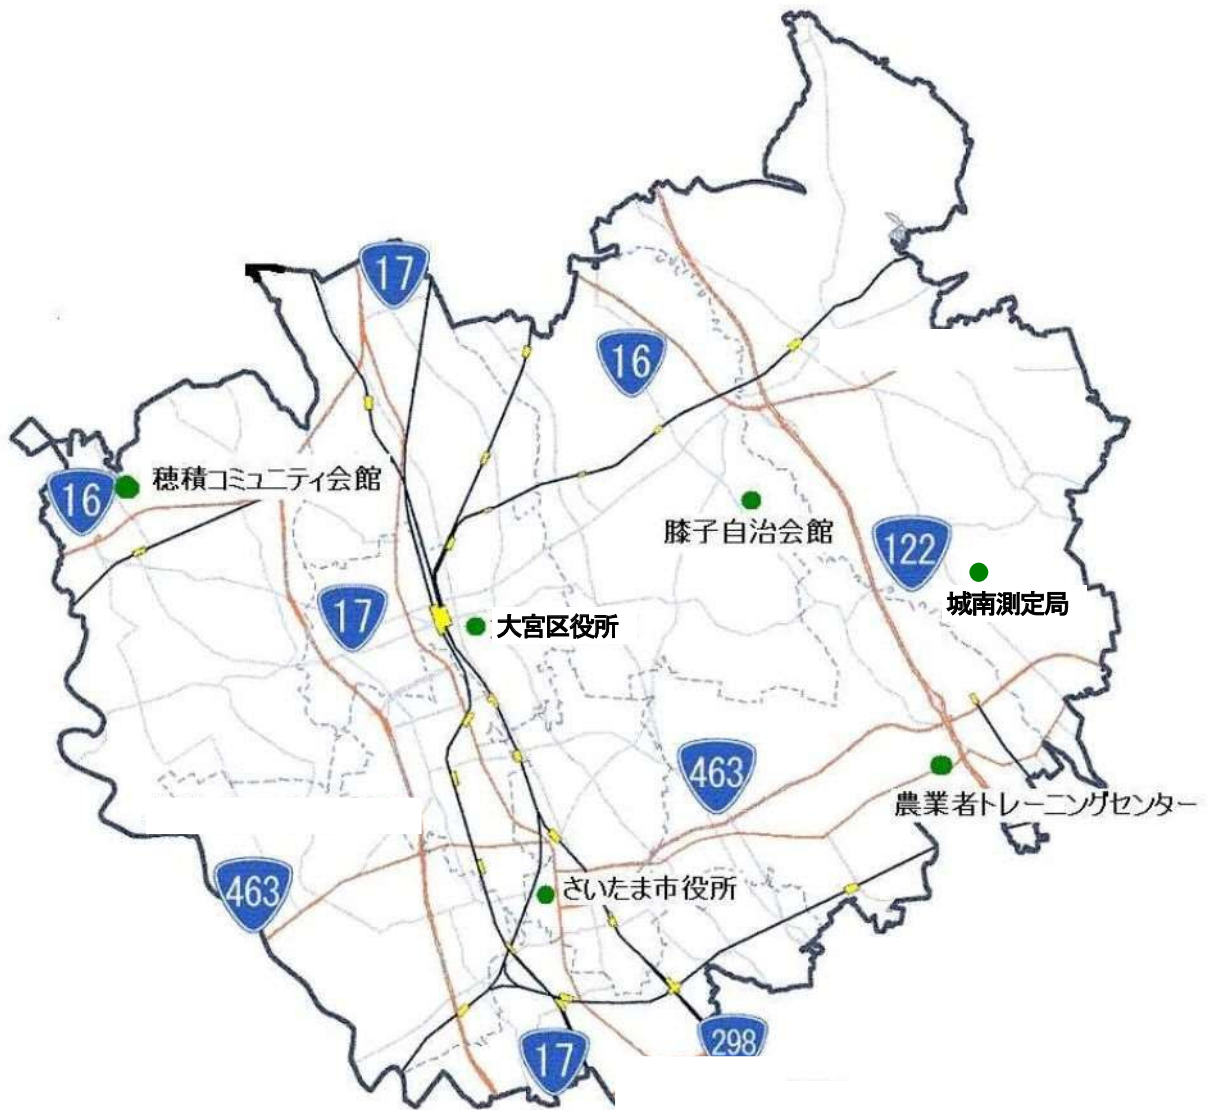 17
16
16
穂積コミュニティ会館
膝子自治会館
122
17
城南測定局
大宮区役所
463
農業者トレーニングセンター
463
さいたま市役所
17
298